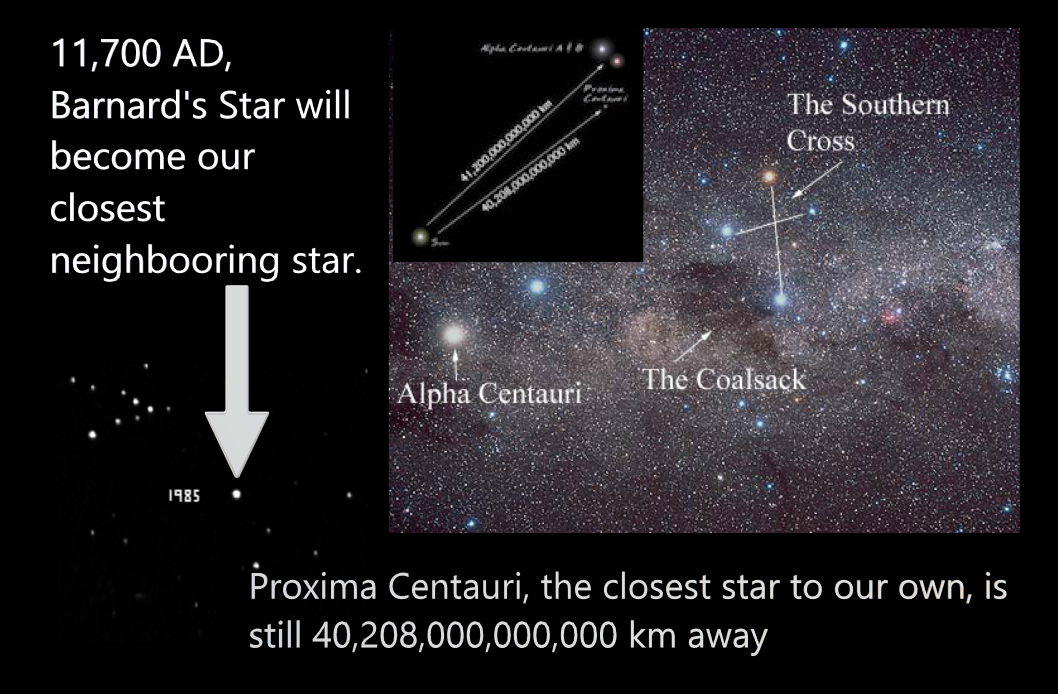 11,700 AD,
Barnard's Star will
become our
closest
neighbooring star.
Alpha Centauri A & B
Proxima
Centauri
41,200,000,000,000 km
40,208,000,000,000 km
Sun
The Southern
Cross
Alpha Centauri
The Coalsack
1985
Proxima Centauri, the closest star to our own, is
still 40,208,000,000,000 km away